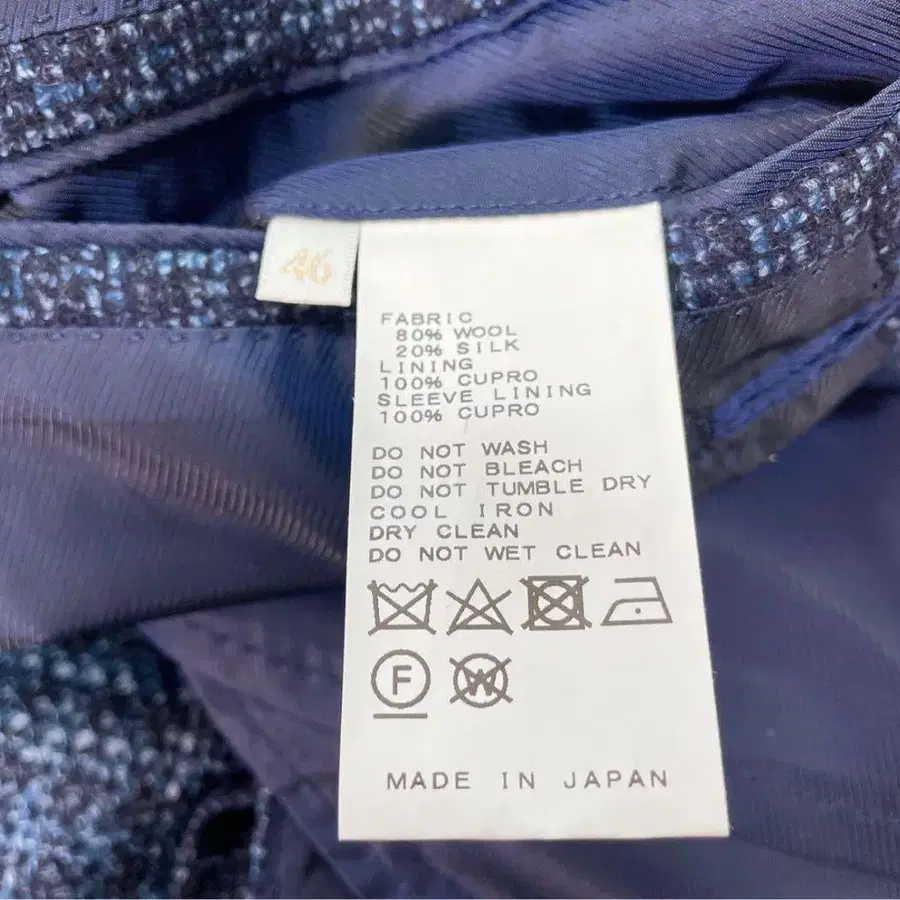 46
FABRIC
80% WOOL
20% SILK
LINING
100% CUPRO
SLEEVE LINING
100% CUPRO
DO NOT WASH
DO NOT BLEACH
DO NOT TUMBLE DRY
COOL IRON
DRY CLEAN
DO NOT WET CLEAN
F W
MADE IN JAPAN